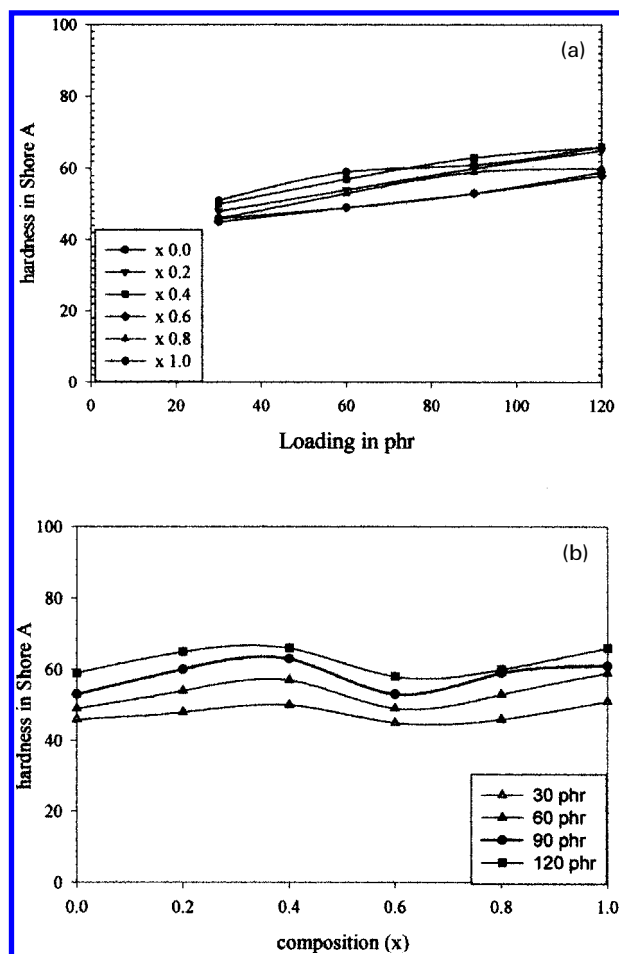 (a)
100
80
60
40
20
0
hardness in Shore A
x 0.0
x 0.2
x 0.4
x 0.6
x 0.8
x 1.0
0 20 40 60 80 100 120
Loading in phr
(b)
100
80
60
40
20
0
hardness in Shore A
30 phr
60 phr
90 phr
120 phr
0.0 0.2 0.4 0.6 0.8 1.0
composition (x)